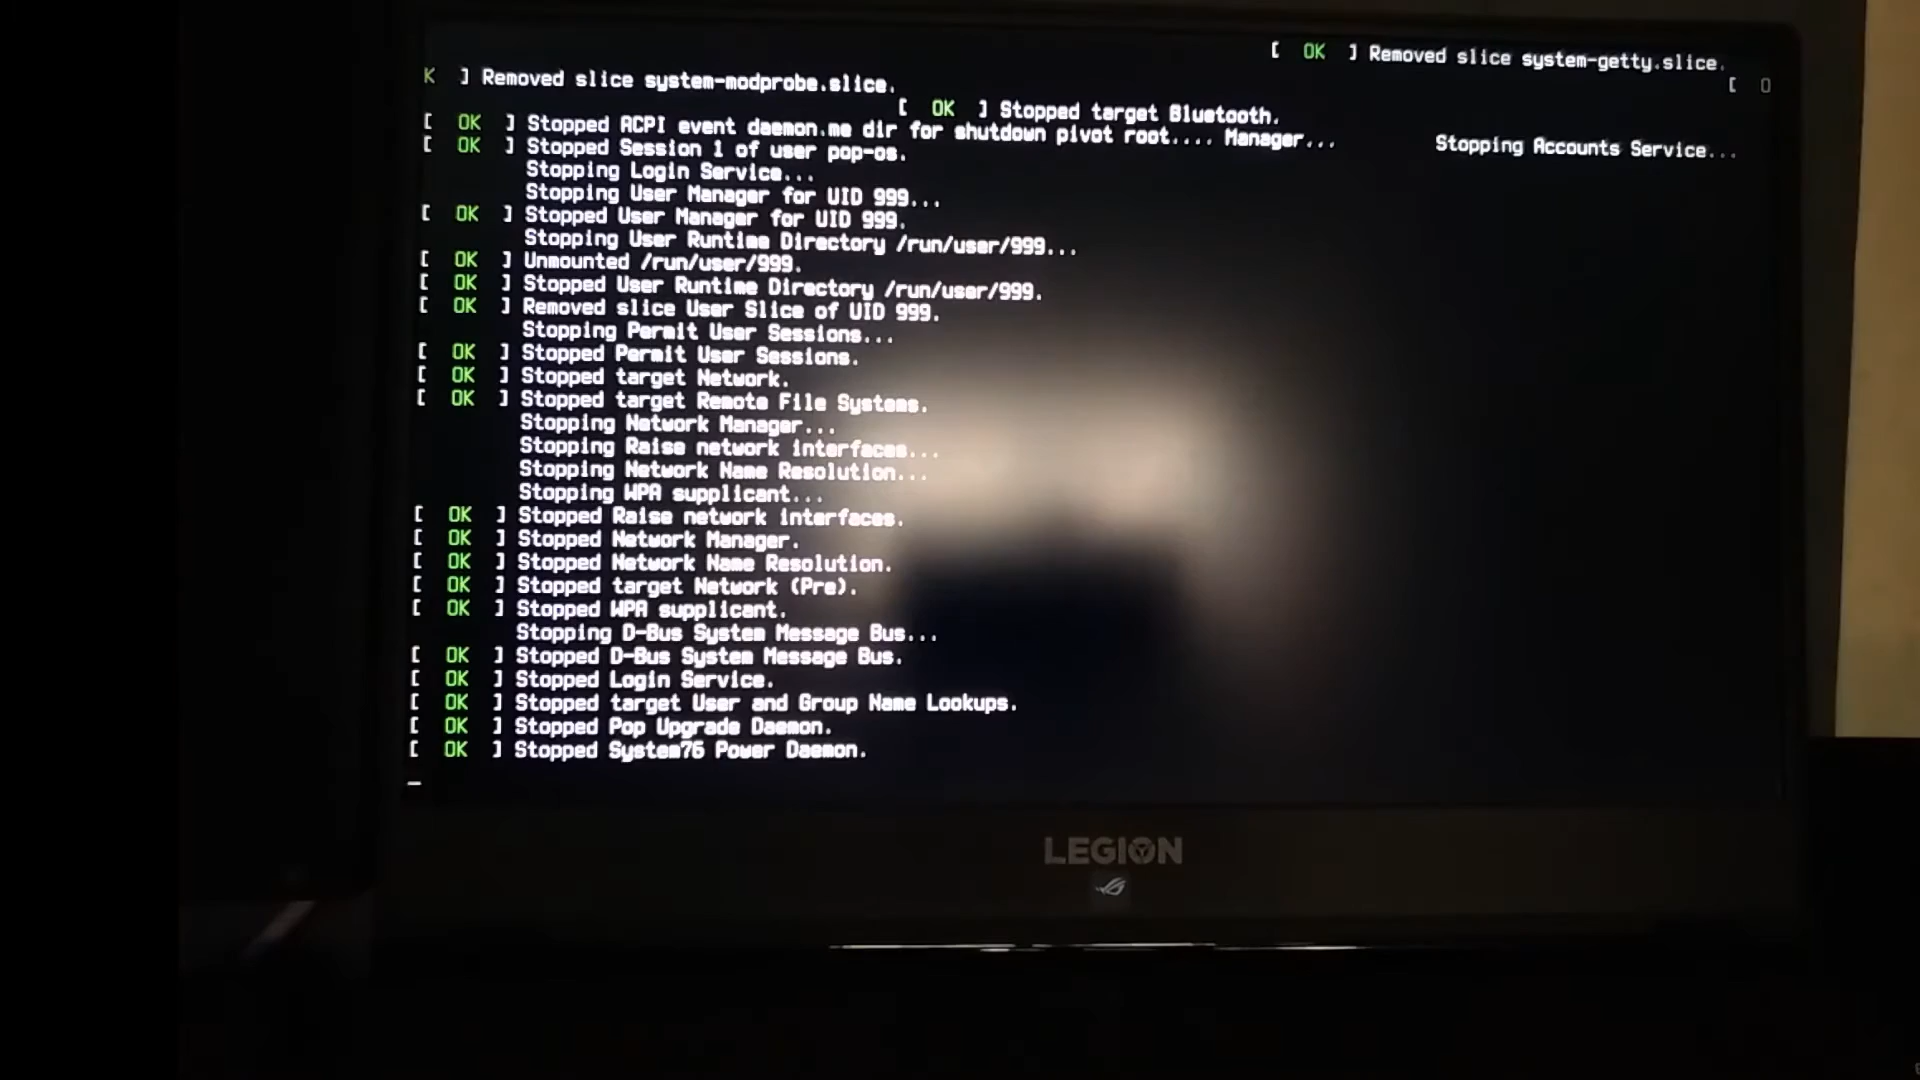 [ OK ] Removed slice system-getty.slice.
[ O
K ] Removed slice system-modprobe.slice.
[ OK ] Stopped target Bluetooth.
[ OK ] Stopped ACPI event daemon.me dir for shutdown pivot root.... Manager... Stopping Accounts Service...
[ OK ] Stopped Session 1 of user pop-os.
Stopping Login Service...
Stopping User Manager for UID 999...
[ OK ] Stopped User Manager for UID 999.
Stopping User Runtime Directory /run/user/999...
[ OK ] Unmounted /run/user/999.
[ OK ] Stopped User Runtime Directory /run/user/999.
[ OK ] Removed slice User Slice of UID 999.
Stopping Permit User Sessions...
[ OK ] Stopped Permit User Sessions.
[ OK ] Stopped target Network.
[ OK ] Stopped target Remote File Systems.
Stopping Network Manager...
Stopping Raise network interfaces...
Stopping Network Name Resolution...
Stopping WPA supplicant...
[ OK ] Stopped Raise network interfaces.
[ OK ] Stopped Network Manager.
[ OK ] Stopped Network Name Resolution.
[ OK ] Stopped target Network (Pre).
[ OK ] Stopped WPA supplicant.
Stopping D-Bus System Message Bus...
[ OK ] Stopped D-Bus System Message Bus.
[ OK ] Stopped Login Service.
[ OK ] Stopped target User and Group Name Lookups.
[ OK ] Stopped Pop Upgrade Daemon.
[ OK ] Stopped System76 Power Daemon.
LEGION